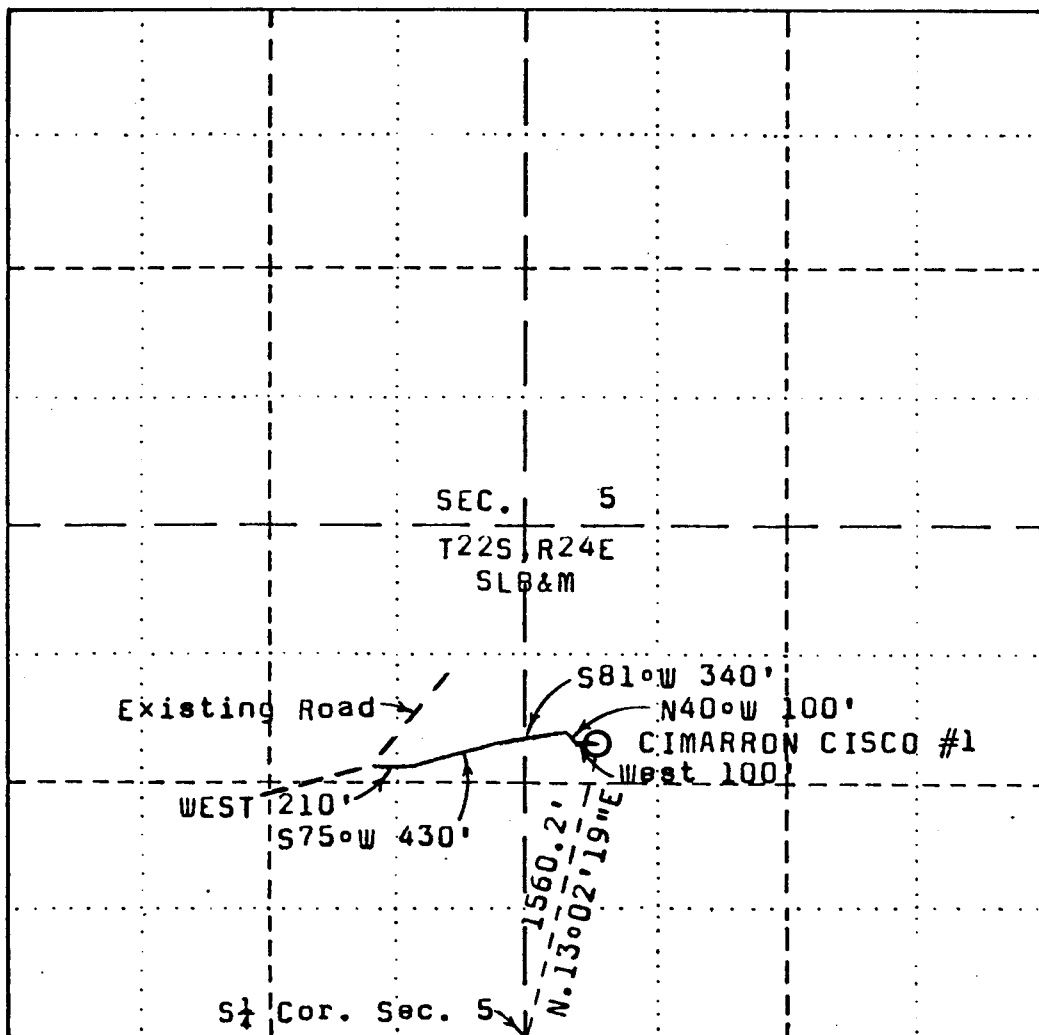 SEC. 5
T22S, R24E
SLB&M
S81°W 340'
Existing Road
N40°W 100'
CIMARRON CISCO #1
West 100'
WEST 210'
S75°W 430'
1560.2'
N.13°02'19"E
S¼ Cor. Sec. 5